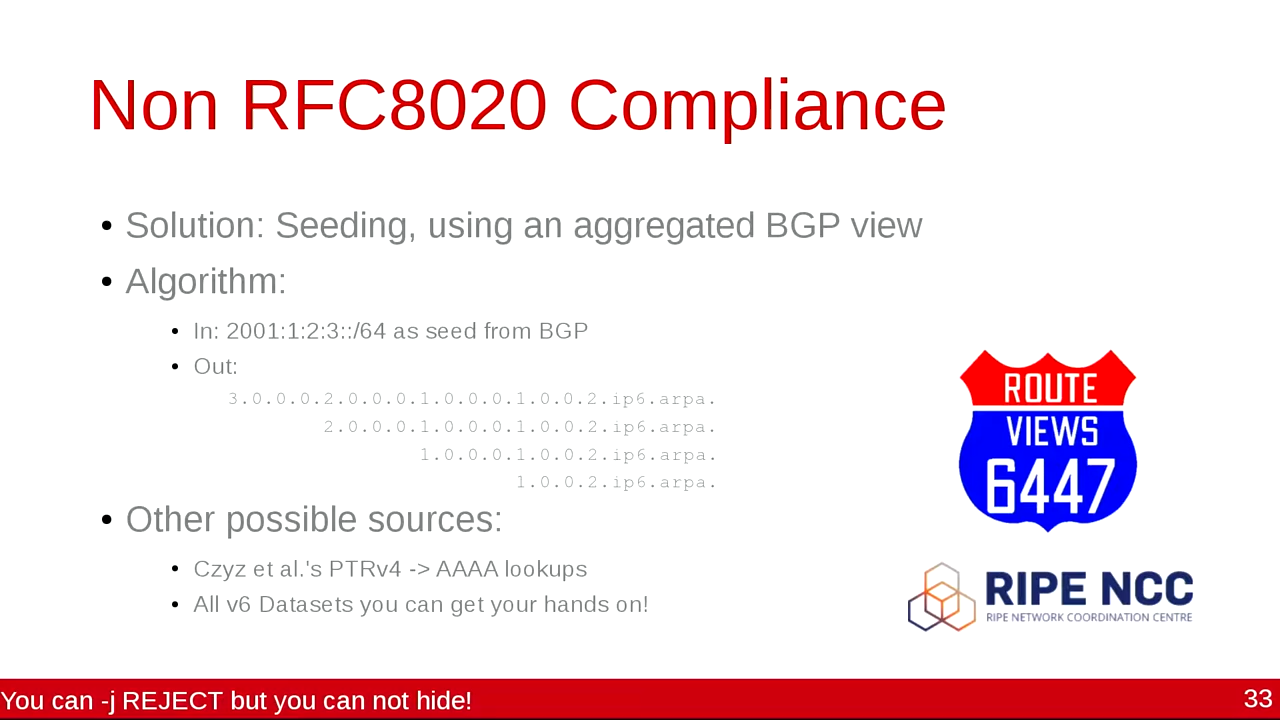 Non RFC8020 Compliance
Solution: Seeding, using an aggregated BGP view
Algorithm:
In: 2001:1:2:3::/64 as seed from BGP
Out:
3.0.0.0.2.0.0.0.1.0.0.0.1.0.0.2.ip6.arpa.
2.0.0.0.1.0.0.0.1.0.0.2.ip6.arpa.
1.0.0.0.1.0.0.2.ip6.arpa.
1.0.0.2.ip6.arpa.
Other possible sources:
Czyz et al.'s PTRv4 -> AAAA lookups
All v6 Datasets you can get your hands on!
ROUTE
VIEWS
6447
RIPE NCC
RIPE NETWORK COORDINATION CENTRE
You can -j REJECT but you can not hide!
33